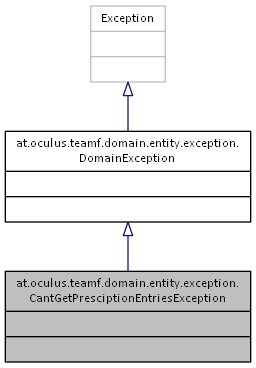 Exception
at.oculus.teamf.domain.entity.exception.
DomainException
at.oculus.teamf.domain.entity.exception.
CantGetPresciptionEntriesException